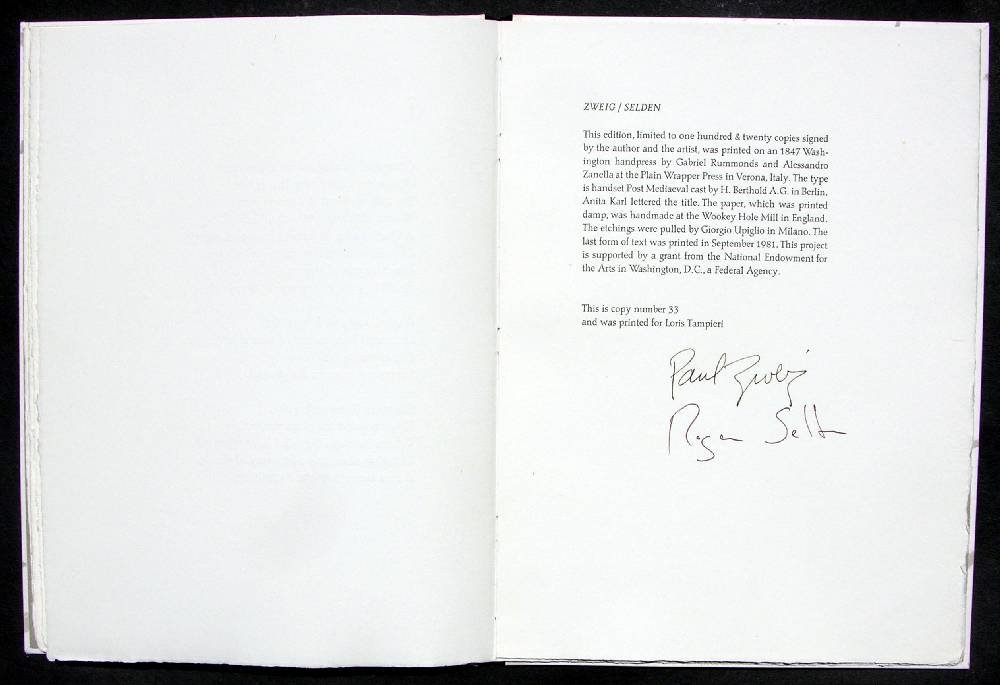 ZWEIG / SELDEN
This edition, limited to one hundred & twenty copies signed
by the author and the artist, was printed on an 1847 Wash-
ington handpress by Gabriel Rummonds and Alessandro
Zanella at the Plain Wrapper Press in Verona, Italy. The type
is handset Post Mediaeval cast by H. Berthold A.G. in Berlin.
Anita Karl lettered the title. The paper, which was printed
damp, was handmade at the Wookey Hole Mill in England.
The etchings were pulled by Giorgio Upiglio in Milano. The
last form of text was printed in September 1981. This project
is supported by a grant from the National Endowment for
the Arts in Washington, D.C., a Federal Agency.
This is copy number 33
and was printed for Loris Tampieri
Paul Zweig